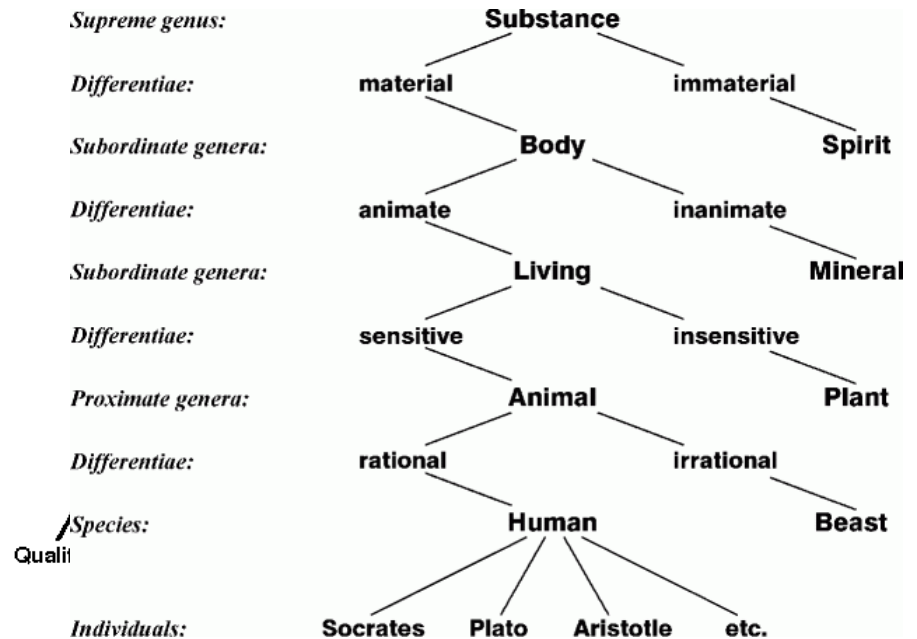 Supreme genus: Substance
Differentiae: material immaterial
Subordinate genera: Body Spirit
Differentiae: animate inanimate
Subordinate genera: Living Mineral
Differentiae: sensitive insensitive
Proximate genera: Animal Plant
Differentiae: rational irrational
Species: Human Beast
Individuals: Socrates Plato Aristotle etc.